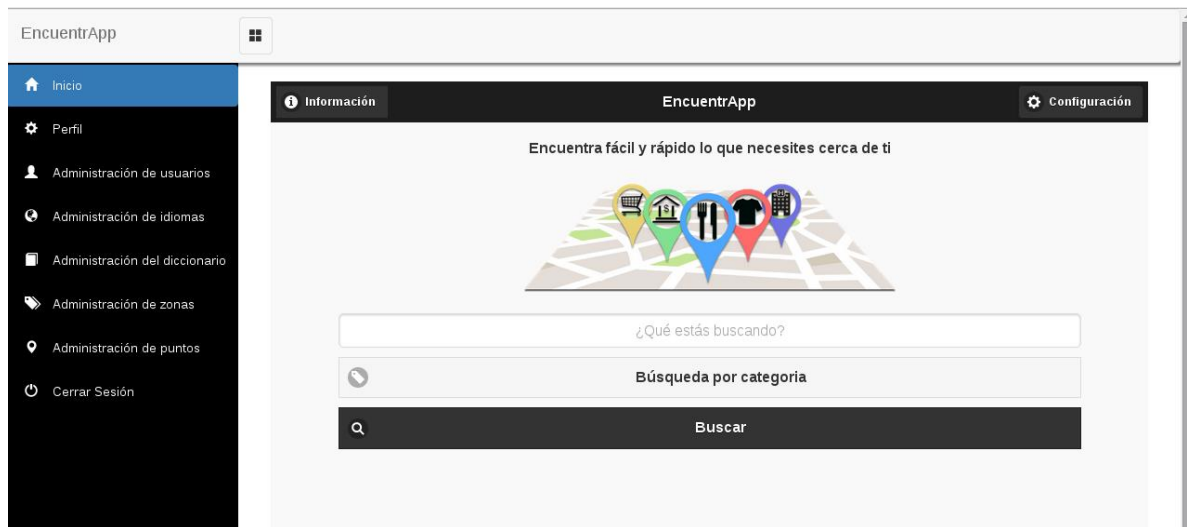 EncuentrApp
Inicio
Perfil
Administración de usuarios
Administración de idiomas
Administración del diccionario
Administración de zonas
Administración de puntos
Cerrar Sesión
Información
EncuentrApp
Configuración
Encuentra fácil y rápido lo que necesites cerca de ti
¿Qué estás buscando?
Búsqueda por categoria
Buscar